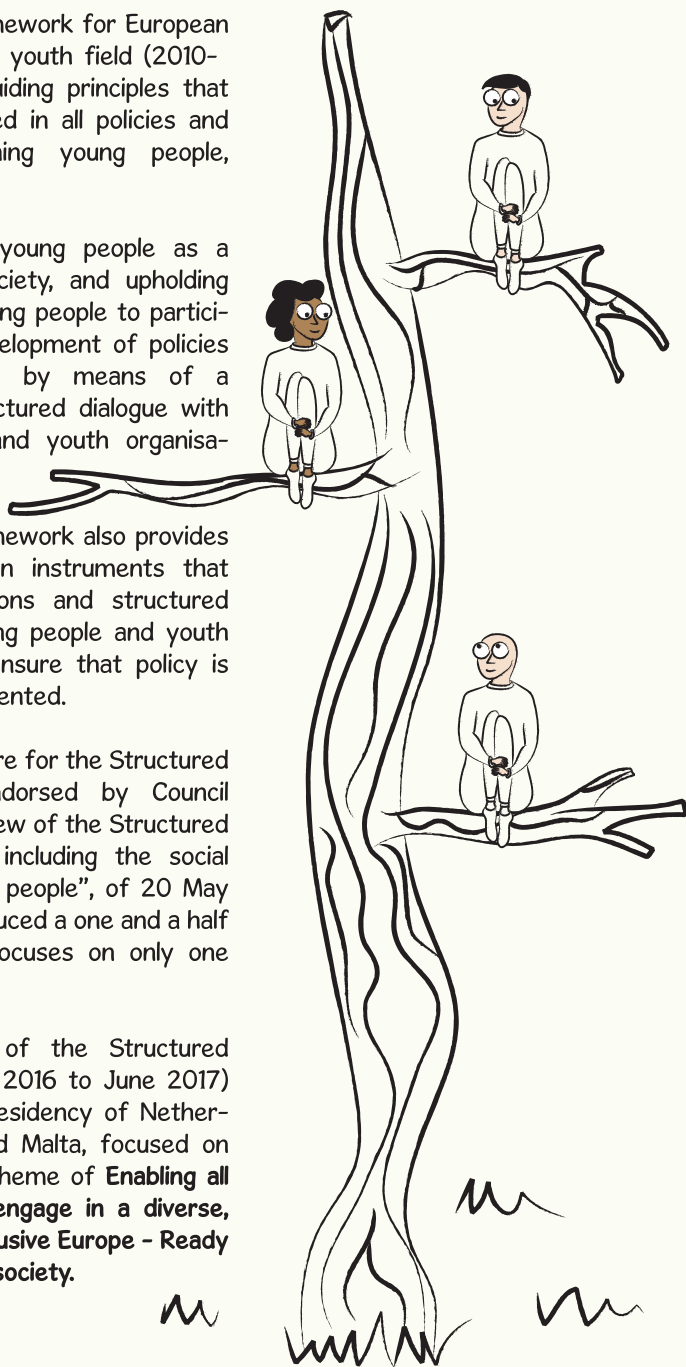 nework for European
youth field (2010-
uiding principles that
ed in all policies and
ning young people,
young people as a
ciety, and upholding
ng people to partici-
elopment of policies
by means of a
ctured dialogue with
and youth organisa-
nework also provides
n instruments that
ons and structured
ng people and youth
nsure that policy is
ented.
re for the Structured
ndorsed by Council
ew of the Structured
including the social
people”, of 20 May
uced a one and a half
ocuses on only one
of the Structured
2016 to June 2017)
esidency of Nether-
d Malta, focused on
heme of Enabling all
engage in a diverse,
usive Europe - Ready
society.